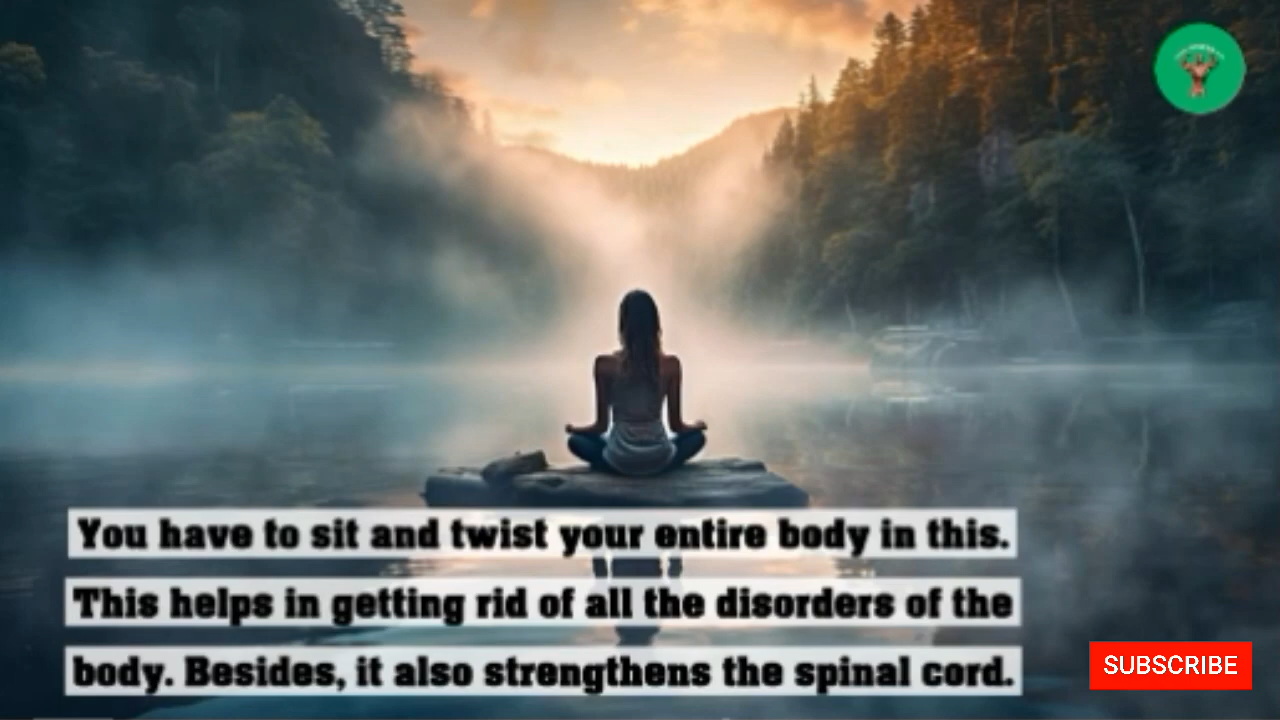 You have to sit and twist your entire body in this.
This helps in getting rid of all the disorders of the
body. Besides, it also strengthens the spinal cord.
SUBSCRIBE